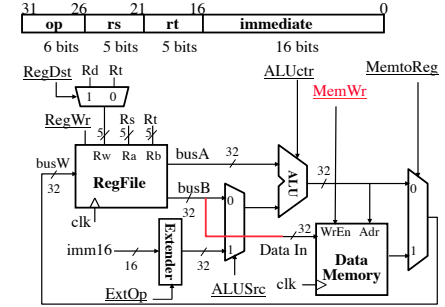 31 26 21 16 0
op rs rt immediate
6 bits 5 bits 5 bits 16 bits
RegDst Rd Rt ALUctr MemtoReg
1 0 MemWr
RegWr Rs Rt
5 5 5
busW Rw Ra Rb busA 32
32 RegFile ALU 32 0
busB 0
clk 32
imm16 Extender 32 1 32 WrEn Adr 1
16 Data In Data
clk Memory
ExtOp ALUSrc